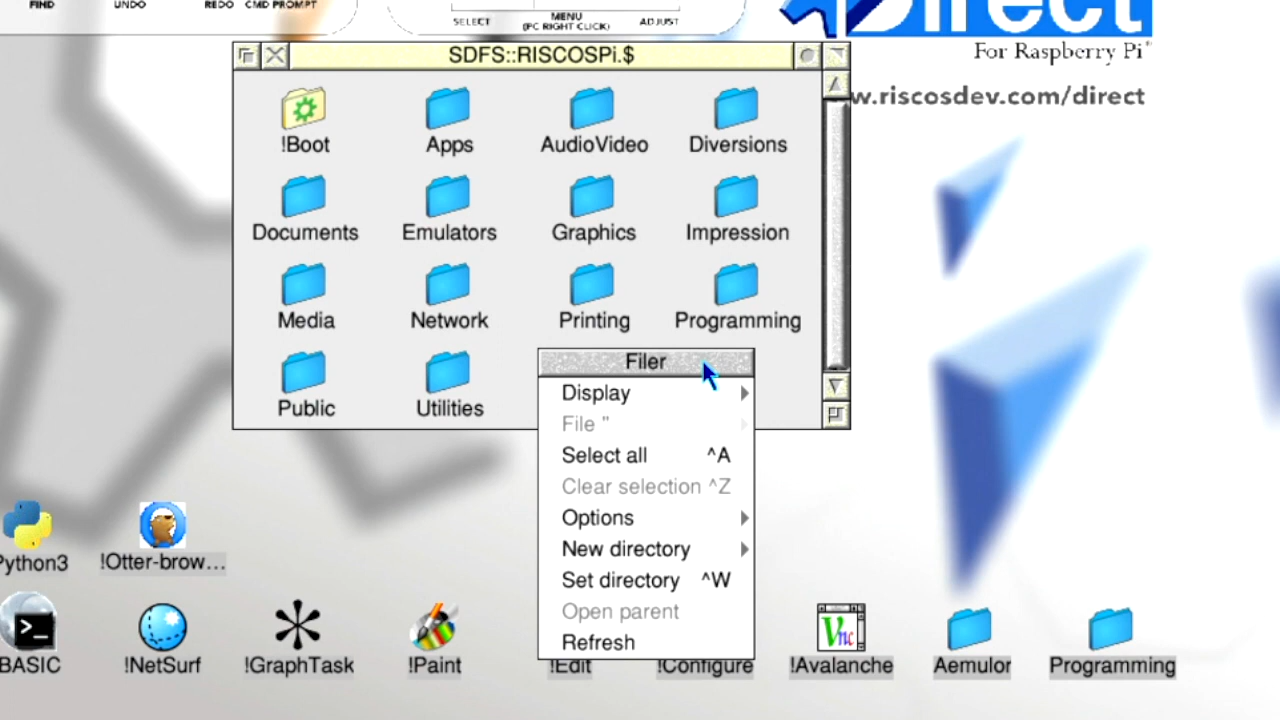 FIND UNDO REDO CMD PROMPT
SELECT MENU ADJUST
(PC RIGHT CLICK)
Direct
For Raspberry Pi
w.riscosdev.com/direct
SDFS::RISCOSPi.$
!Boot Apps AudioVideo Diversions
Documents Emulators Graphics Impression
Media Network Printing Programming
Public Utilities
Filer
Display
File "
Select all ^A
Clear selection ^Z
Options
New directory
Set directory ^W
Open parent
Refresh
Python3 !Otter-brow...
BASIC !NetSurf !GraphTask !Paint !Edit !Configure !Avalanche Aemulor Programming
Vnc